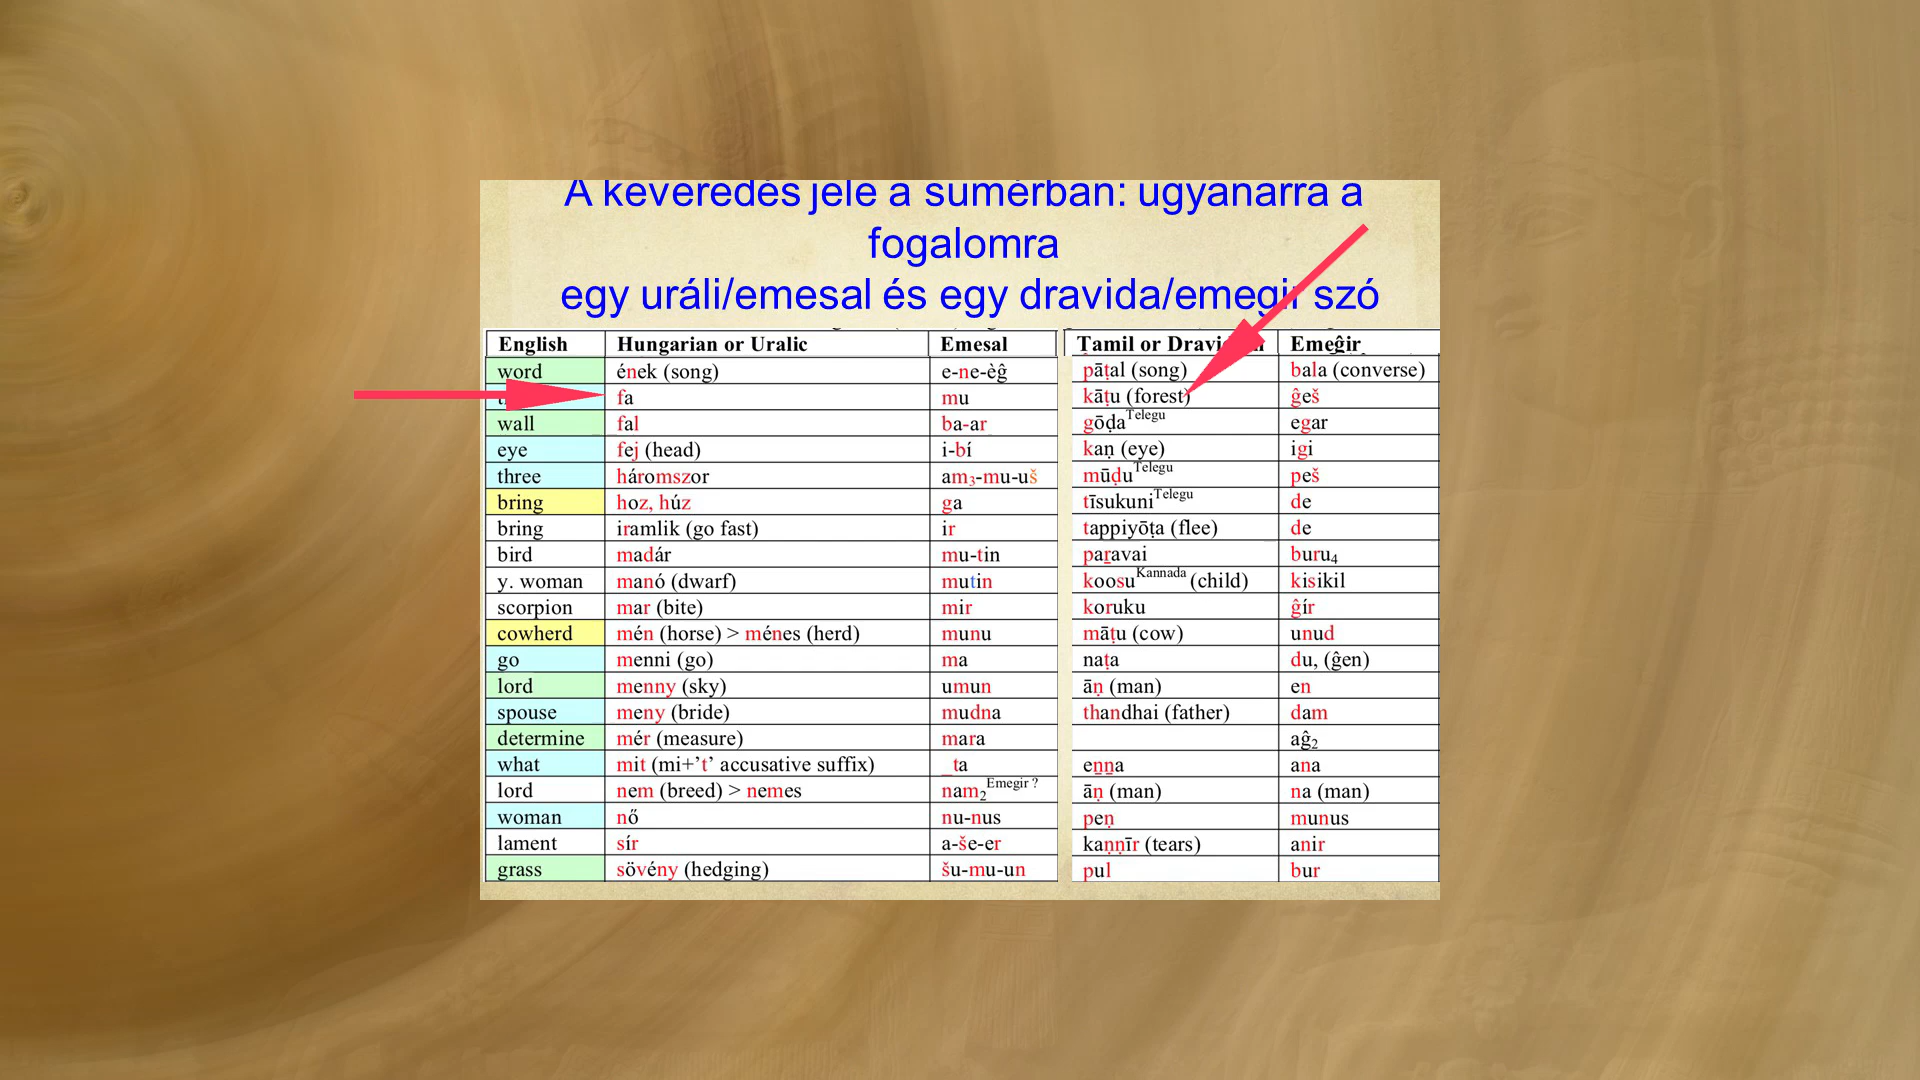 A keveredés jele a sumérban: ugyanarra a
fogalomra
egy uráli/emesal és egy dravida/emegir szó
English Hungarian or Uralic Emesal Tamil or Emeĝir
word ének (song) e-ne-èĝ pāṭal (song) bala (converse)
fa mu kāṭu (forest) ĝeš
wall fal ba-ar gōḍa Telegu egar
eye fej (head) i-bí kaṇ (eye) igi
three háromszor am₃-mu-uš mūḍu Telegu peš
bring hoz, húz ga tīsukuni Telegu de
bring iramlik (go fast) ir tappiyōṭa (flee) de
bird madár mu-tin paṟavai buru₄
y. woman manó (dwarf) mutin koosu Kannada (child) kisikil
scorpion mar (bite) mir koruku ĝír
cowherd mén (horse) > ménes (herd) munu māṭu (cow) unud
go menni (go) ma naṭa du, (ĝen)
lord menny (sky) umun āṇ (man) en
spouse meny (bride) mudna thandhai (father) dam
determine mér (measure) mara aĝ₂
what mit (mi+’t’ accusative suffix) _ta eṉṉa ana
lord nem (breed) > nemes nam₂ Emegir ? āṇ (man) na (man)
woman nő nu-nus peṇ munus
lament sír a-še-er kaṇṇīr (tears) anir
grass sövény (hedging) šu-mu-un pul bur